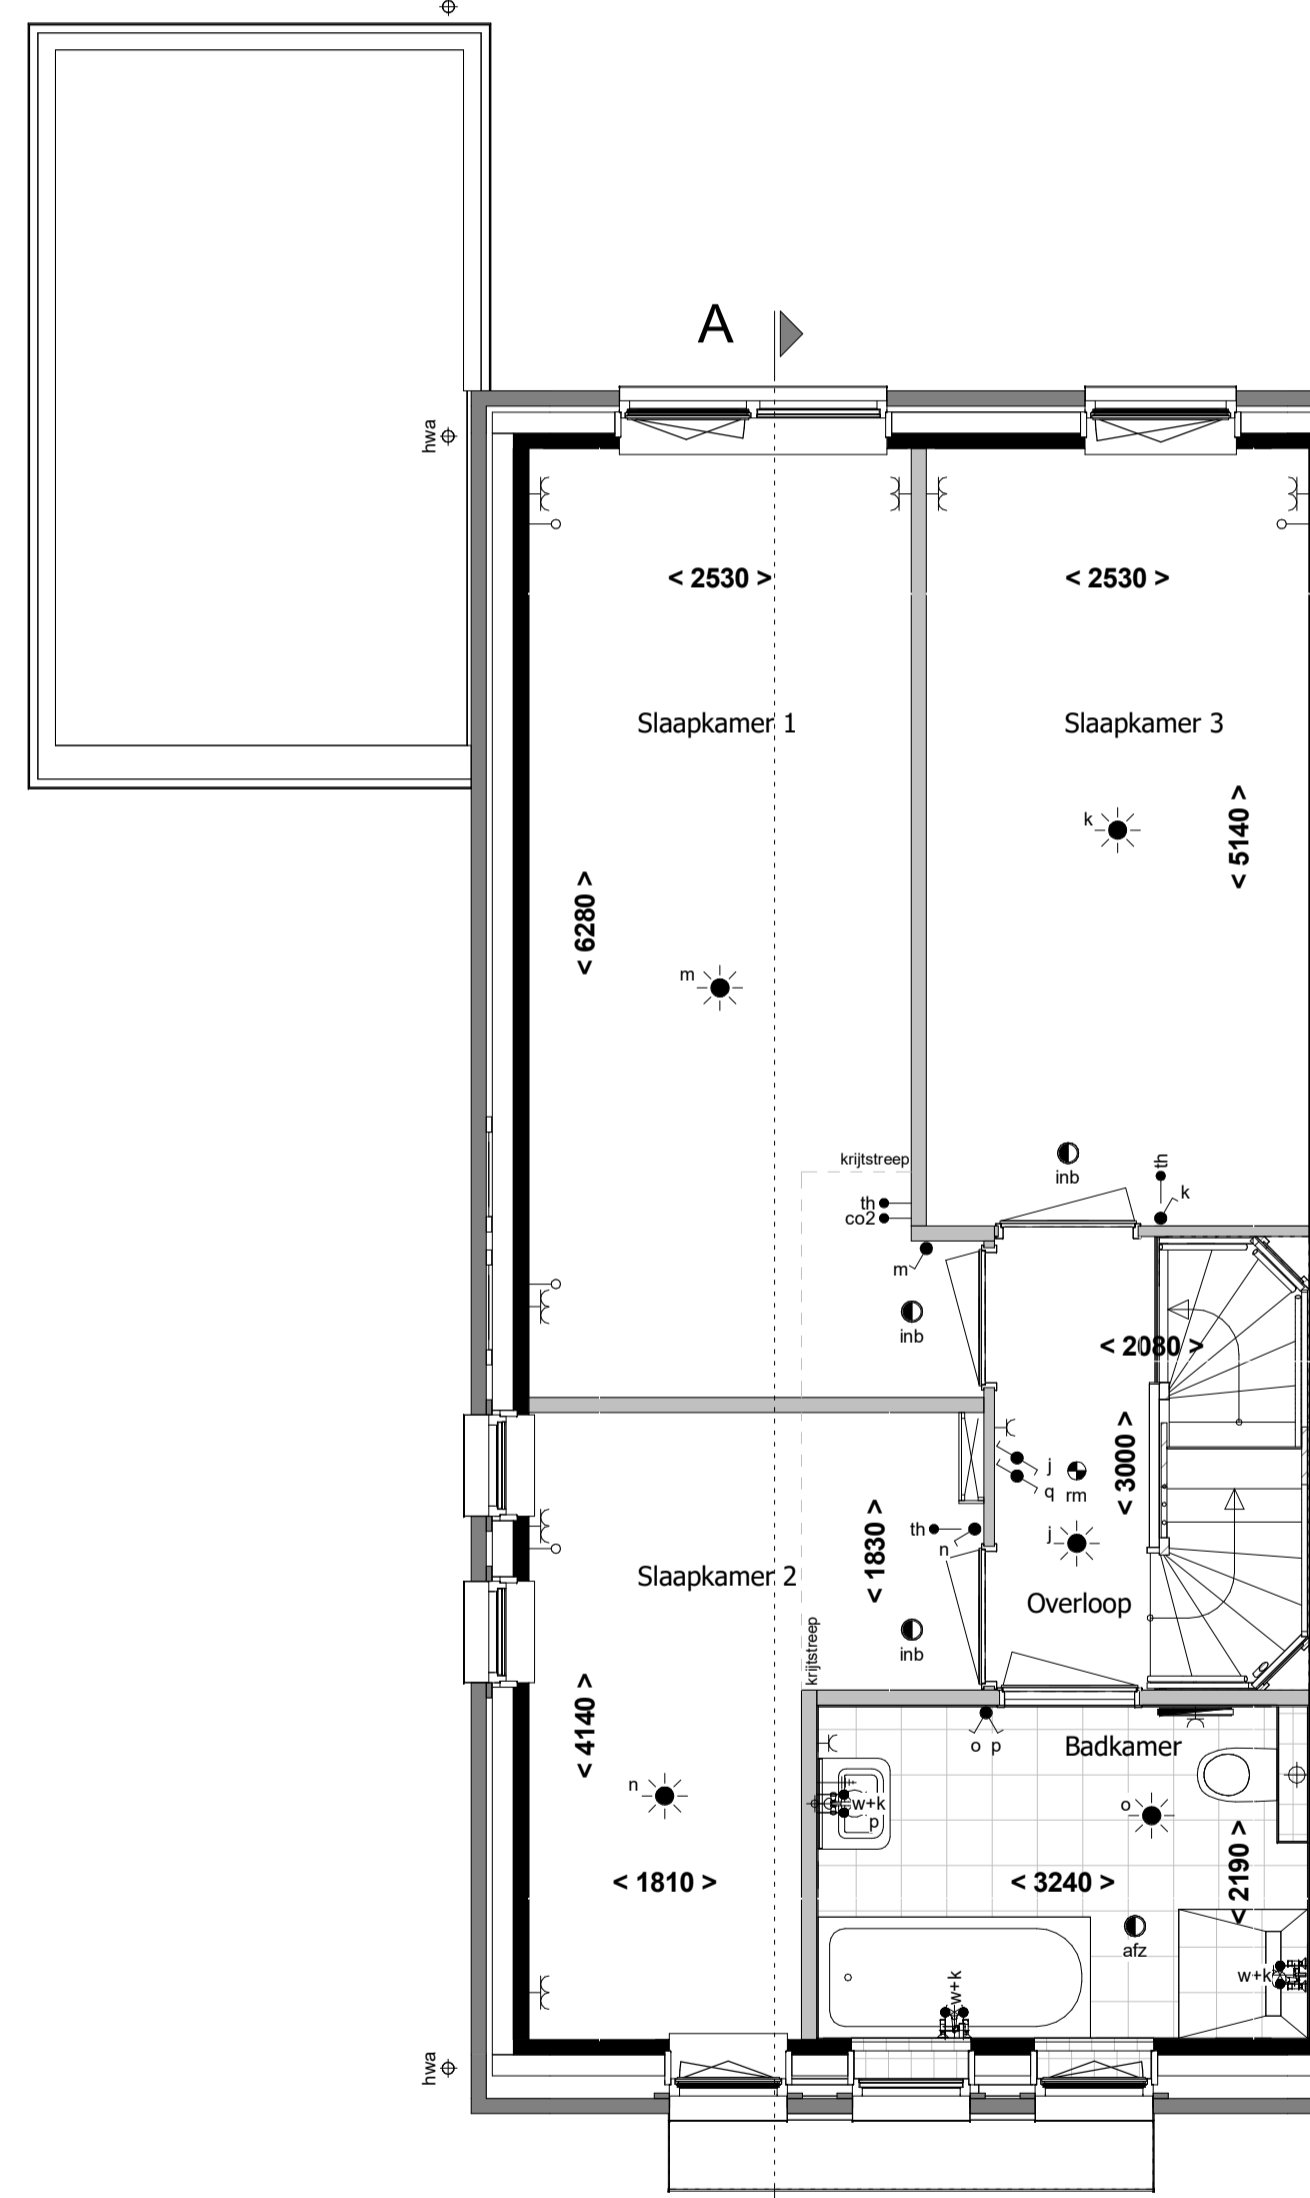 A
hwa
< 2530 >
< 2530 >
Slaapkamer 1
Slaapkamer 3
k
< 5140 >
< 6280 >
m
krijtstreep
inb
th
k
th
co2
m
inb
< 2080 >
< 3000 >
j
q
rm
j
th
n
< 1830 >
Slaapkamer 2
Overloop
inb
krijtstreep
< 4140 >
o p
Badkamer
n
w+k
p
o
< 1810 >
< 3240 >
< 2190 >
afz
w+k
w+k
hwa